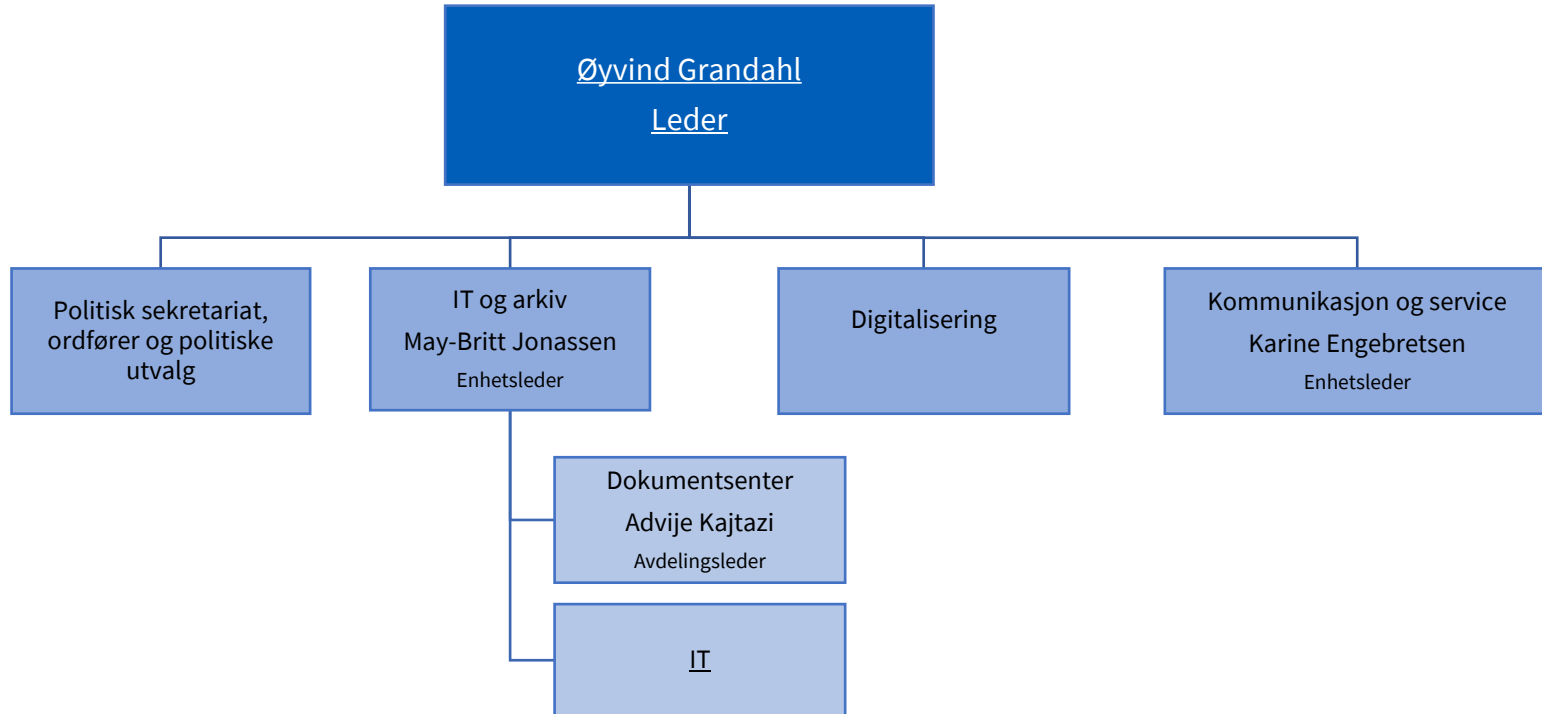 Øyvind Grandahl
Leder
Politisk sekretariat,
ordfører og politiske
utvalg
IT og arkiv
May-Britt Jonassen
Enhetsleder
Digitalisering
Kommunikasjon og service
Karine Engebretsen
Enhetsleder
Dokumentsenter
Advije Kajtazi
Avdelingsleder
IT